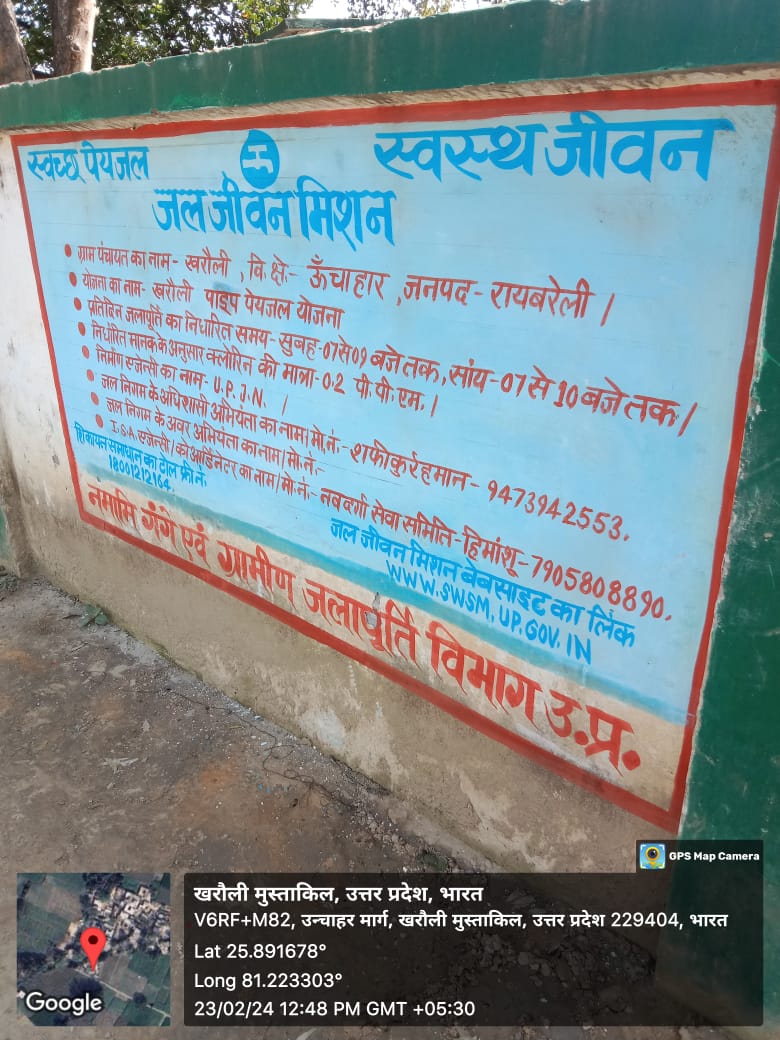 स्वच्छ पेयजल
स्वस्थ जीवन
जल जीवन मिशन
• ग्राम पंचायत का नाम - खरौली , वि. क्षे.- ऊँचाहार , जनपद - रायबरेली ।
• योजना का नाम - खरौली पाइप पेयजल योजना
• प्रतिदिन जलापूर्ति का निर्धारित समय - सुबह - 07 से 09 बजे तक, सांय - 07 से 10 बजे तक ।
• निर्धारित मानक के अनुसार क्लोरिन की मात्रा - 0.2 पी. पी. एम. ।
• निर्माण एजेन्सी का नाम - U.P.J.N. ।
• जल निगम के अधिशासी अभियंता का नाम/मो.नं.- शफीकुर्रहमान - 9473942553.
• जल निगम के अवर अभियंता का नाम/मो.नं.-
• I.S.A. एजेन्सी/कोआर्डिनेटर का नाम/मो.नं.- नवदुर्गा सेवा समिति - हिमांशू - 7905808890.
शिकायत समाधान का टोल फ्री नं.
18001212164.
जल जीवन मिशन बेबसाइट का लिंक
WWW.SWSM.UP.GOV.IN
नमामि गंगे एवं ग्रामीण जलापूर्ति विभाग उ.प्र.
GPS Map Camera
खरौली मुस्ताकिल, उत्तर प्रदेश, भारत
V6RF+M82, उन्चाहर मार्ग, खरौली मुस्ताकिल, उत्तर प्रदेश 229404, भारत
Lat 25.891678°
Long 81.223303°
23/02/24 12:48 PM GMT +05:30
Google